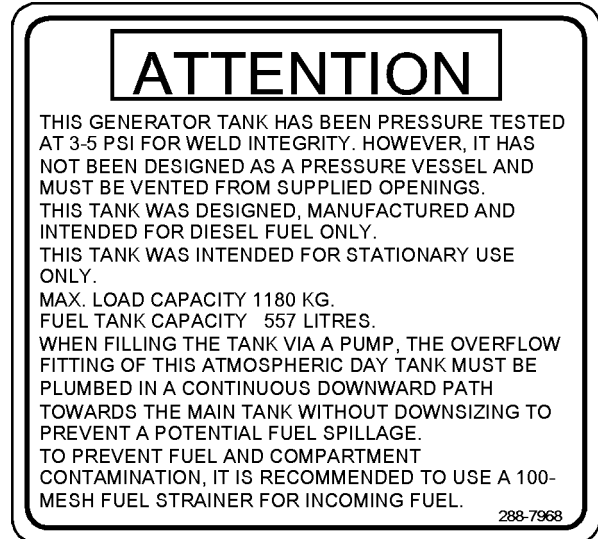 ATTENTION
THIS GENERATOR TANK HAS BEEN PRESSURE TESTED
AT 3-5 PSI FOR WELD INTEGRITY. HOWEVER, IT HAS
NOT BEEN DESIGNED AS A PRESSURE VESSEL AND
MUST BE VENTED FROM SUPPLIED OPENINGS.
THIS TANK WAS DESIGNED, MANUFACTURED AND
INTENDED FOR DIESEL FUEL ONLY.
THIS TANK WAS INTENDED FOR STATIONARY USE
ONLY.
MAX. LOAD CAPACITY 1180 KG.
FUEL TANK CAPACITY 557 LITRES.
WHEN FILLING THE TANK VIA A PUMP, THE OVERFLOW
FITTING OF THIS ATMOSPHERIC DAY TANK MUST BE
PLUMBED IN A CONTINUOUS DOWNWARD PATH
TOWARDS THE MAIN TANK WITHOUT DOWNSIZING TO
PREVENT A POTENTIAL FUEL SPILLAGE.
TO PREVENT FUEL AND COMPARTMENT
CONTAMINATION, IT IS RECOMMENDED TO USE A 100-
MESH FUEL STRAINER FOR INCOMING FUEL.
288-7968